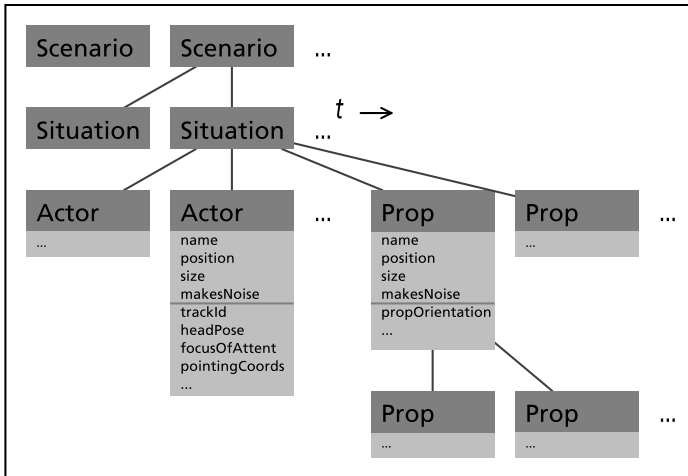 Scenario Scenario ...
Situation Situation ... t →
Actor Actor ... Prop Prop ...
...
name
position
size
makesNoise
trackId
headPose
focusOfAttent
pointingCoords
...
name
position
size
makesNoise
propOrientation
...
...
Prop Prop ...
...
...